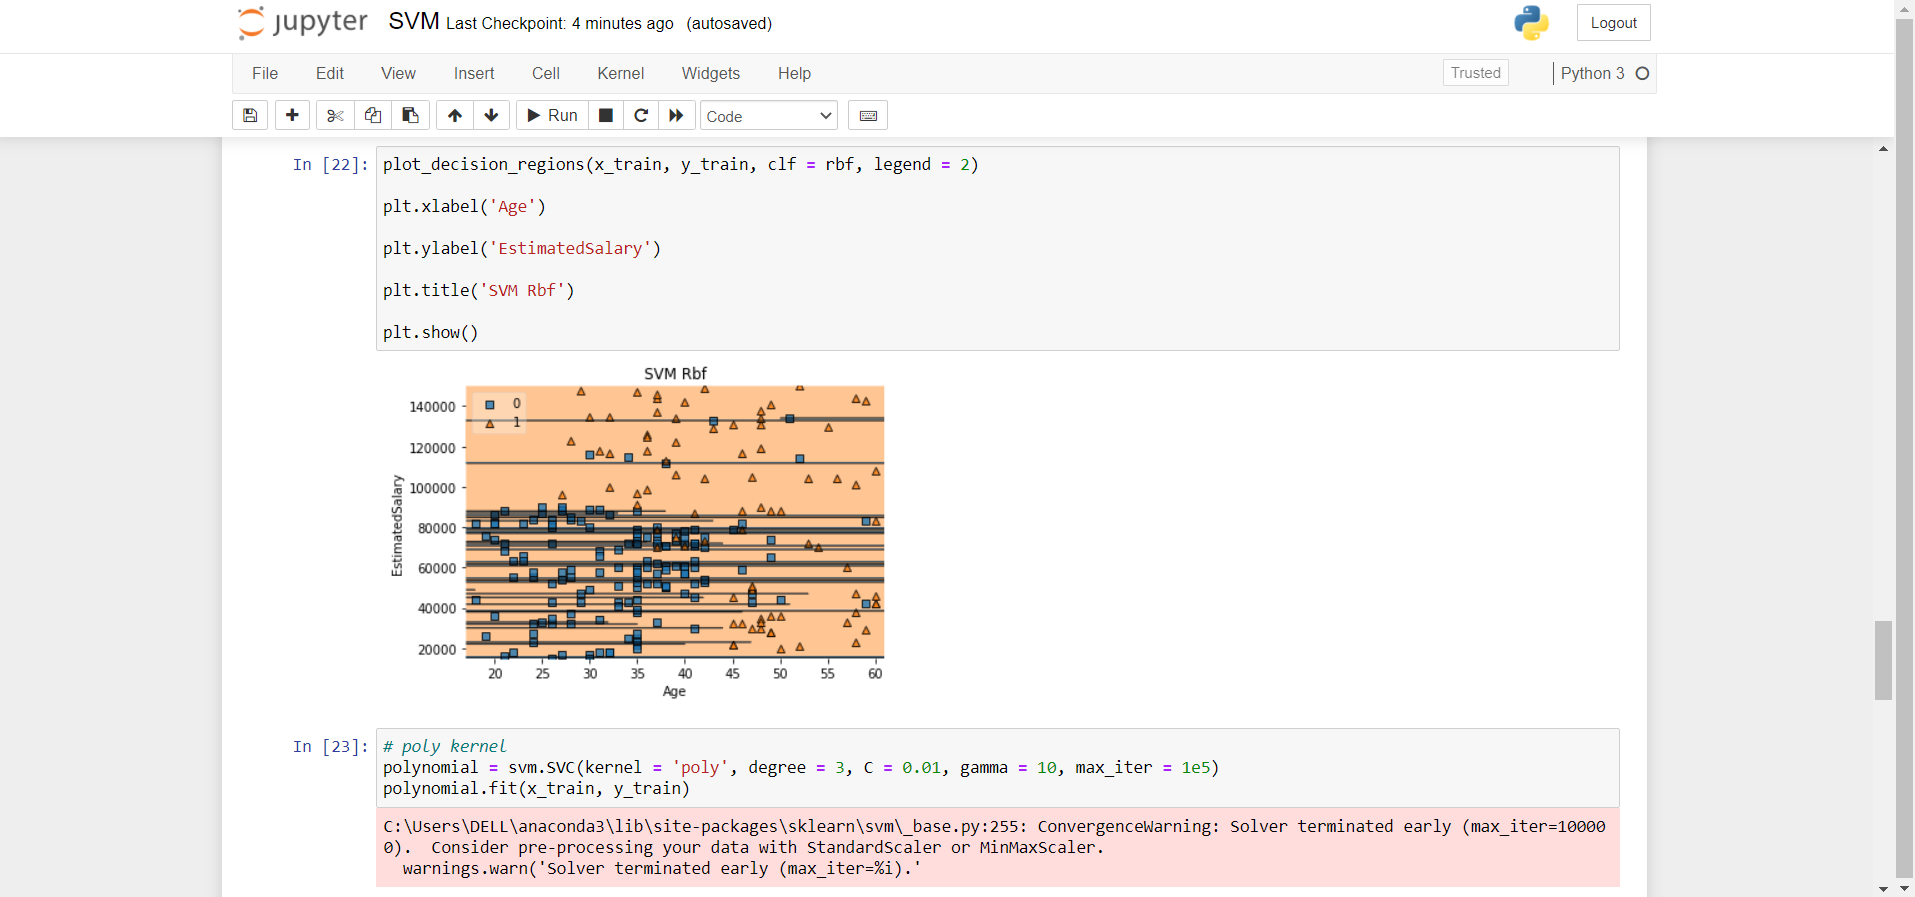 jupyter SVM Last Checkpoint: 4 minutes ago (autosaved) Logout
File Edit View Insert Cell Kernel Widgets Help Trusted Python 3
Run Code
In [22]: plot_decision_regions(x_train, y_train, clf = rbf, legend = 2)
plt.xlabel('Age')
plt.ylabel('EstimatedSalary')
plt.title('SVM Rbf')
plt.show()
SVM Rbf
0
1
140000
120000
100000
80000
60000
40000
20000
EstimatedSalary
20 25 30 35 40 45 50 55 60
Age
In [23]: # poly kernel
polynomial = svm.SVC(kernel = 'poly', degree = 3, C = 0.01, gamma = 10, max_iter = 1e5)
polynomial.fit(x_train, y_train)
C:\Users\DELL\anaconda3\lib\site-packages\sklearn\svm\_base.py:255: ConvergenceWarning: Solver terminated early (max_iter=10000
0).  Consider pre-processing your data with StandardScaler or MinMaxScaler.
warnings.warn('Solver terminated early (max_iter=%i).'